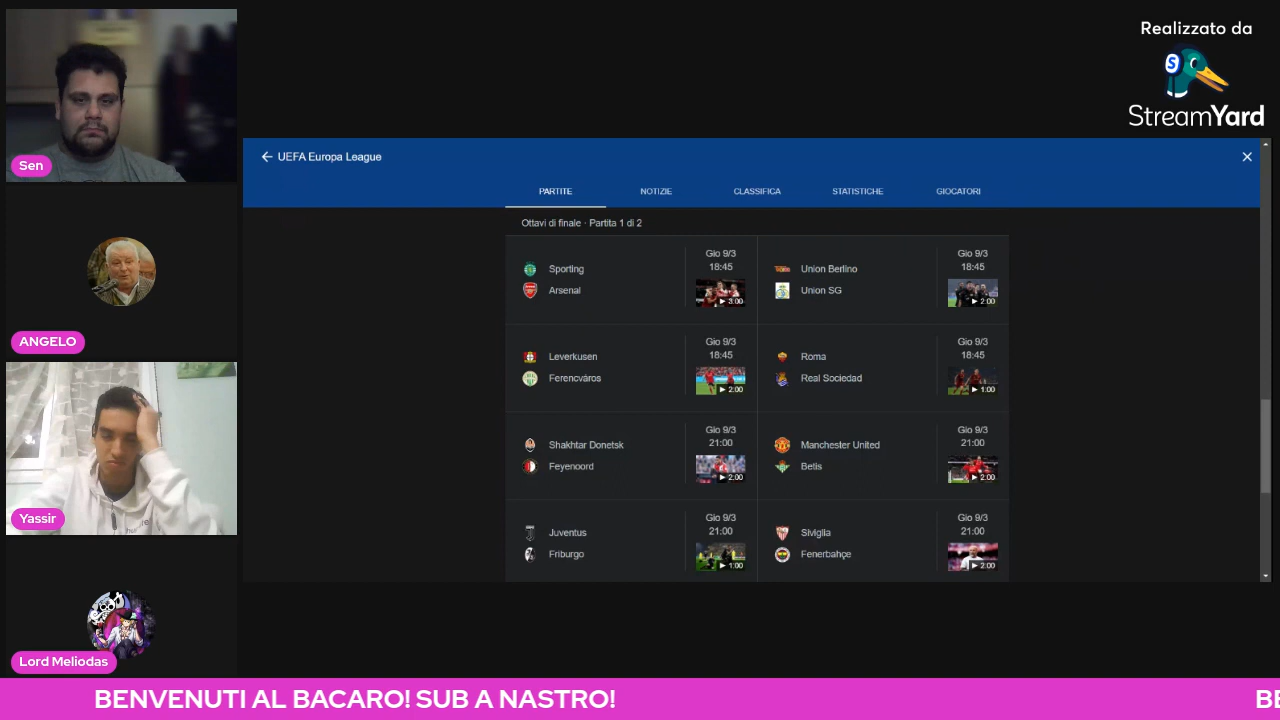 Realizzato da
StreamYard
Sen
ANGELO
Yassir
Lord Meliodas
UEFA Europa League
PARTITE
NOTIZIE
CLASSIFICA
STATISTICHE
GIOCATORI
Ottavi di finale · Partita 1 di 2
Sporting
Arsenal
Gio 9/3
18:45
3:00
Union Berlino
Union SG
Gio 9/3
18:45
2:00
Leverkusen
Ferencváros
Gio 9/3
18:45
2:00
Roma
Real Sociedad
Gio 9/3
18:45
1:00
Shakhtar Donetsk
Feyenoord
Gio 9/3
21:00
2:00
Manchester United
Betis
Gio 9/3
21:00
2:00
Juventus
Friburgo
Gio 9/3
21:00
1:00
Siviglia
Fenerbahçe
Gio 9/3
21:00
2:00
BENVENUTI AL BACARO! SUB A NASTRO!
BE